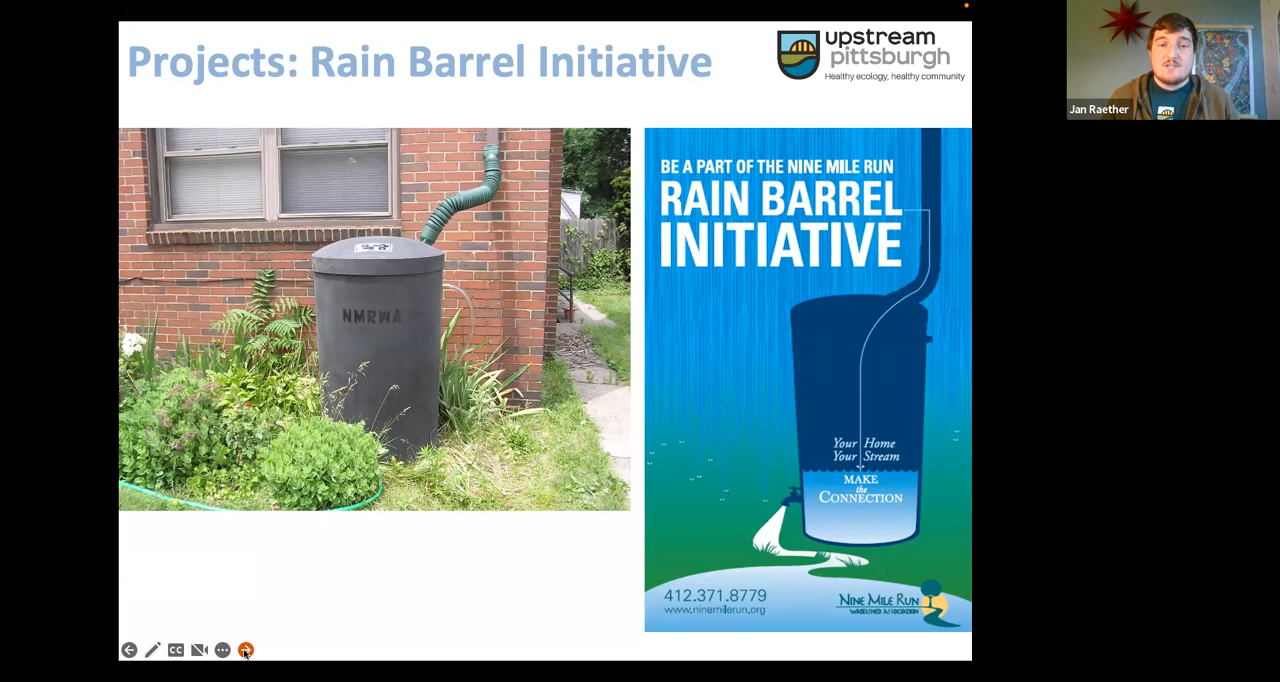 Projects: Rain Barrel Initiative
upstream
pittsburgh
Healthy ecology, healthy community
Jan Raether
NMRWA
BE A PART OF THE NINE MILE RUN
RAIN BARREL
INITIATIVE
Your Home
Your Stream
MAKE
the
CONNECTION
412.371.8779
www.ninemilerun.org
NINE MILE RUN
WATERSHED ASSOCIATION
CC